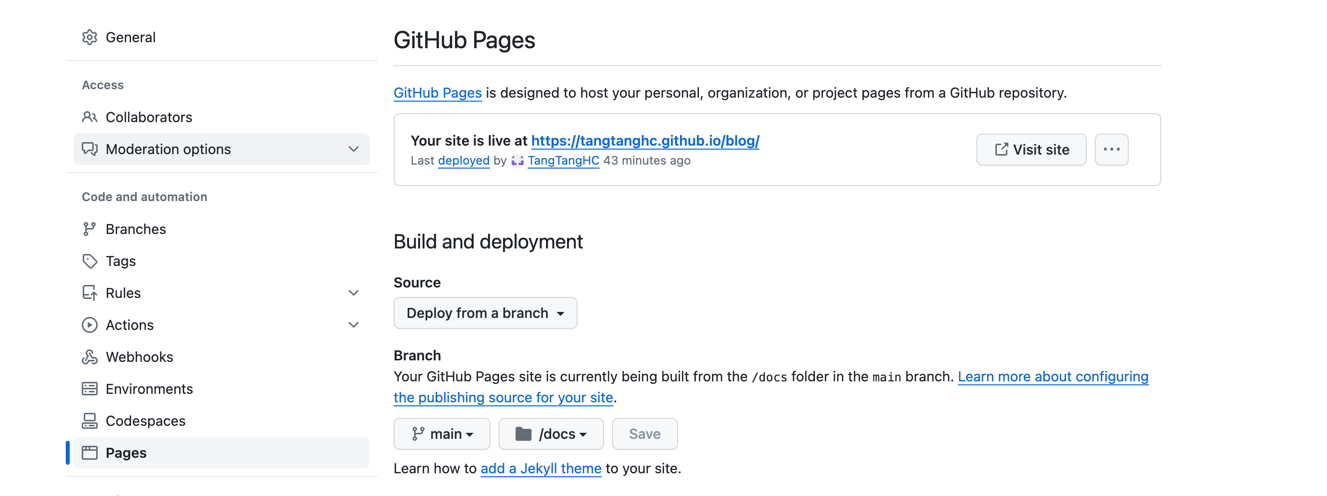 General
Access
Collaborators
Moderation options
Code and automation
Branches
Tags
Rules
Actions
Webhooks
Environments
Codespaces
Pages
GitHub Pages
GitHub Pages is designed to host your personal, organization, or project pages from a GitHub repository.
Your site is live at https://tangtanghc.github.io/blog/
Last deployed by TangTangHC 43 minutes ago
Visit site
Build and deployment
Source
Deploy from a branch
Branch
Your GitHub Pages site is currently being built from the /docs folder in the main branch. Learn more about configuring
the publishing source for your site.
main
/docs
Save
Learn how to add a Jekyll theme to your site.